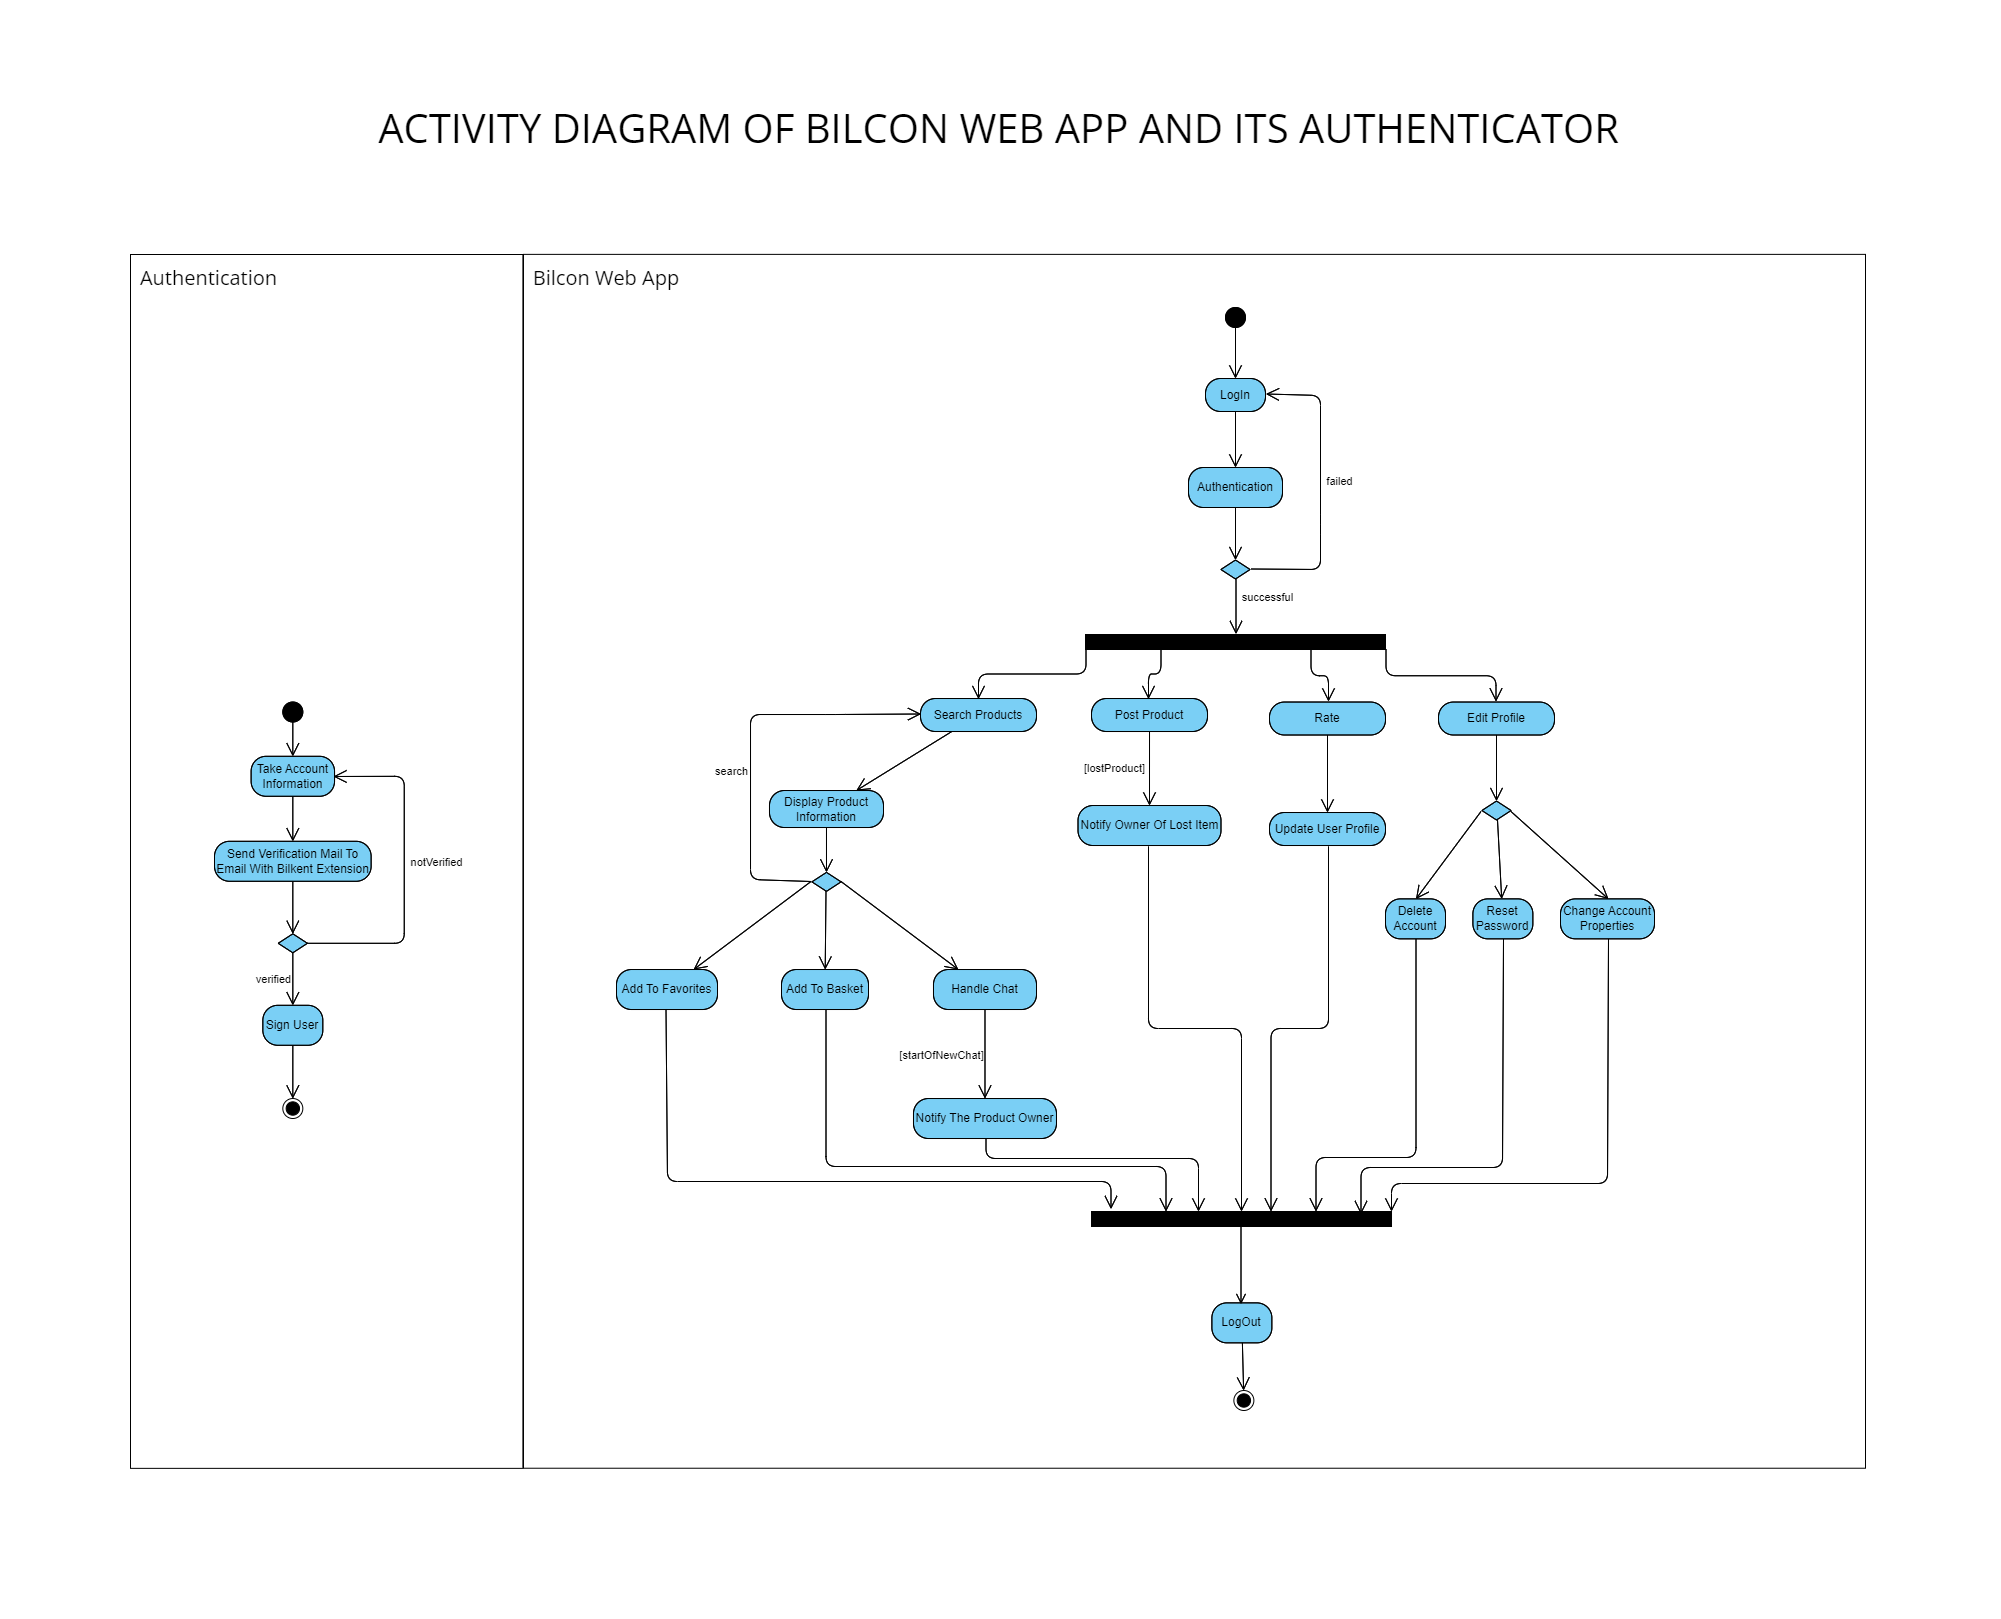 ACTIVITY DIAGRAM OF BILCON WEB APP AND ITS AUTHENTICATOR
Authentication
Take Account
Information
Send Verification Mail To
Email With Bilkent Extension
notVerified
verified
Sign User
Bilcon Web App
LogIn
Authentication
failed
successful
Search Products
Post Product
Rate
Edit Profile
search
[lostProduct]
Display Product
Information
Notify Owner Of Lost Item
Update User Profile
Delete
Account
Reset
Password
Change Account
Properties
Add To Favorites
Add To Basket
Handle Chat
[startOfNewChat]
Notify The Product Owner
LogOut